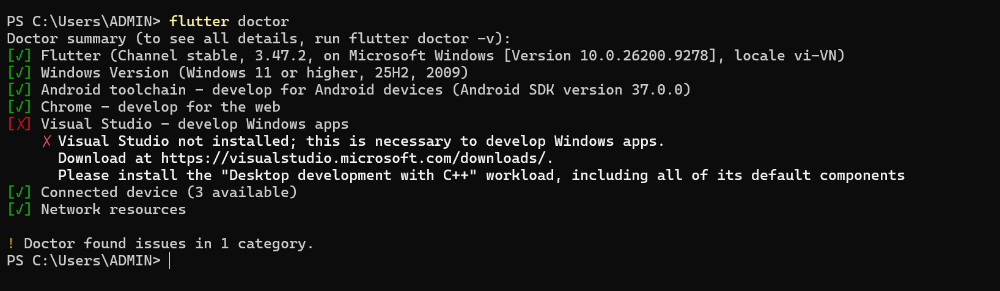 PS C:\Users\ADMIN> flutter doctor
Doctor summary (to see all details, run flutter doctor -v):
[√] Flutter (Channel stable, 3.47.2, on Microsoft Windows [Version 10.0.26200.9278], locale vi-VN)
[√] Windows Version (Windows 11 or higher, 25H2, 2009)
[√] Android toolchain - develop for Android devices (Android SDK version 37.0.0)
[√] Chrome - develop for the web
[X] Visual Studio - develop Windows apps
    X Visual Studio not installed; this is necessary to develop Windows apps.
      Download at https://visualstudio.microsoft.com/downloads/.
      Please install the "Desktop development with C++" workload, including all of its default components
[√] Connected device (3 available)
[√] Network resources
! Doctor found issues in 1 category.
PS C:\Users\ADMIN>